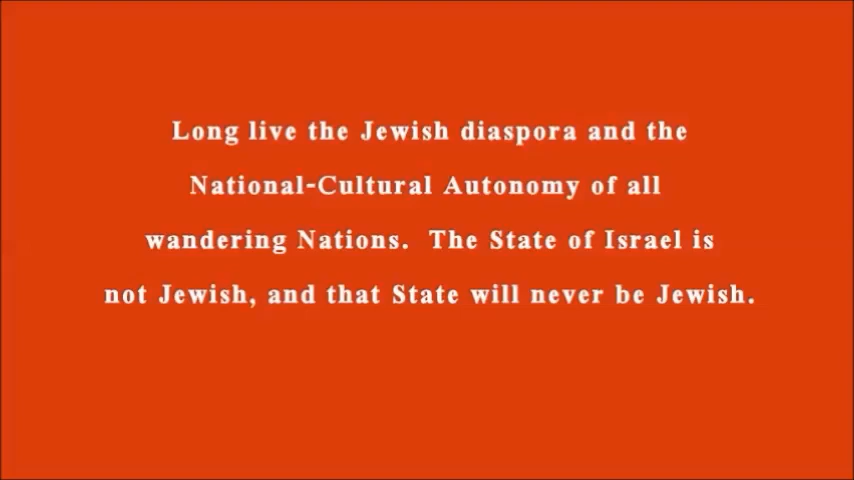 Long live the Jewish diaspora and the
National-Cultural Autonomy of all
wandering Nations.  The State of Israel is
not Jewish, and that State will never be Jewish.